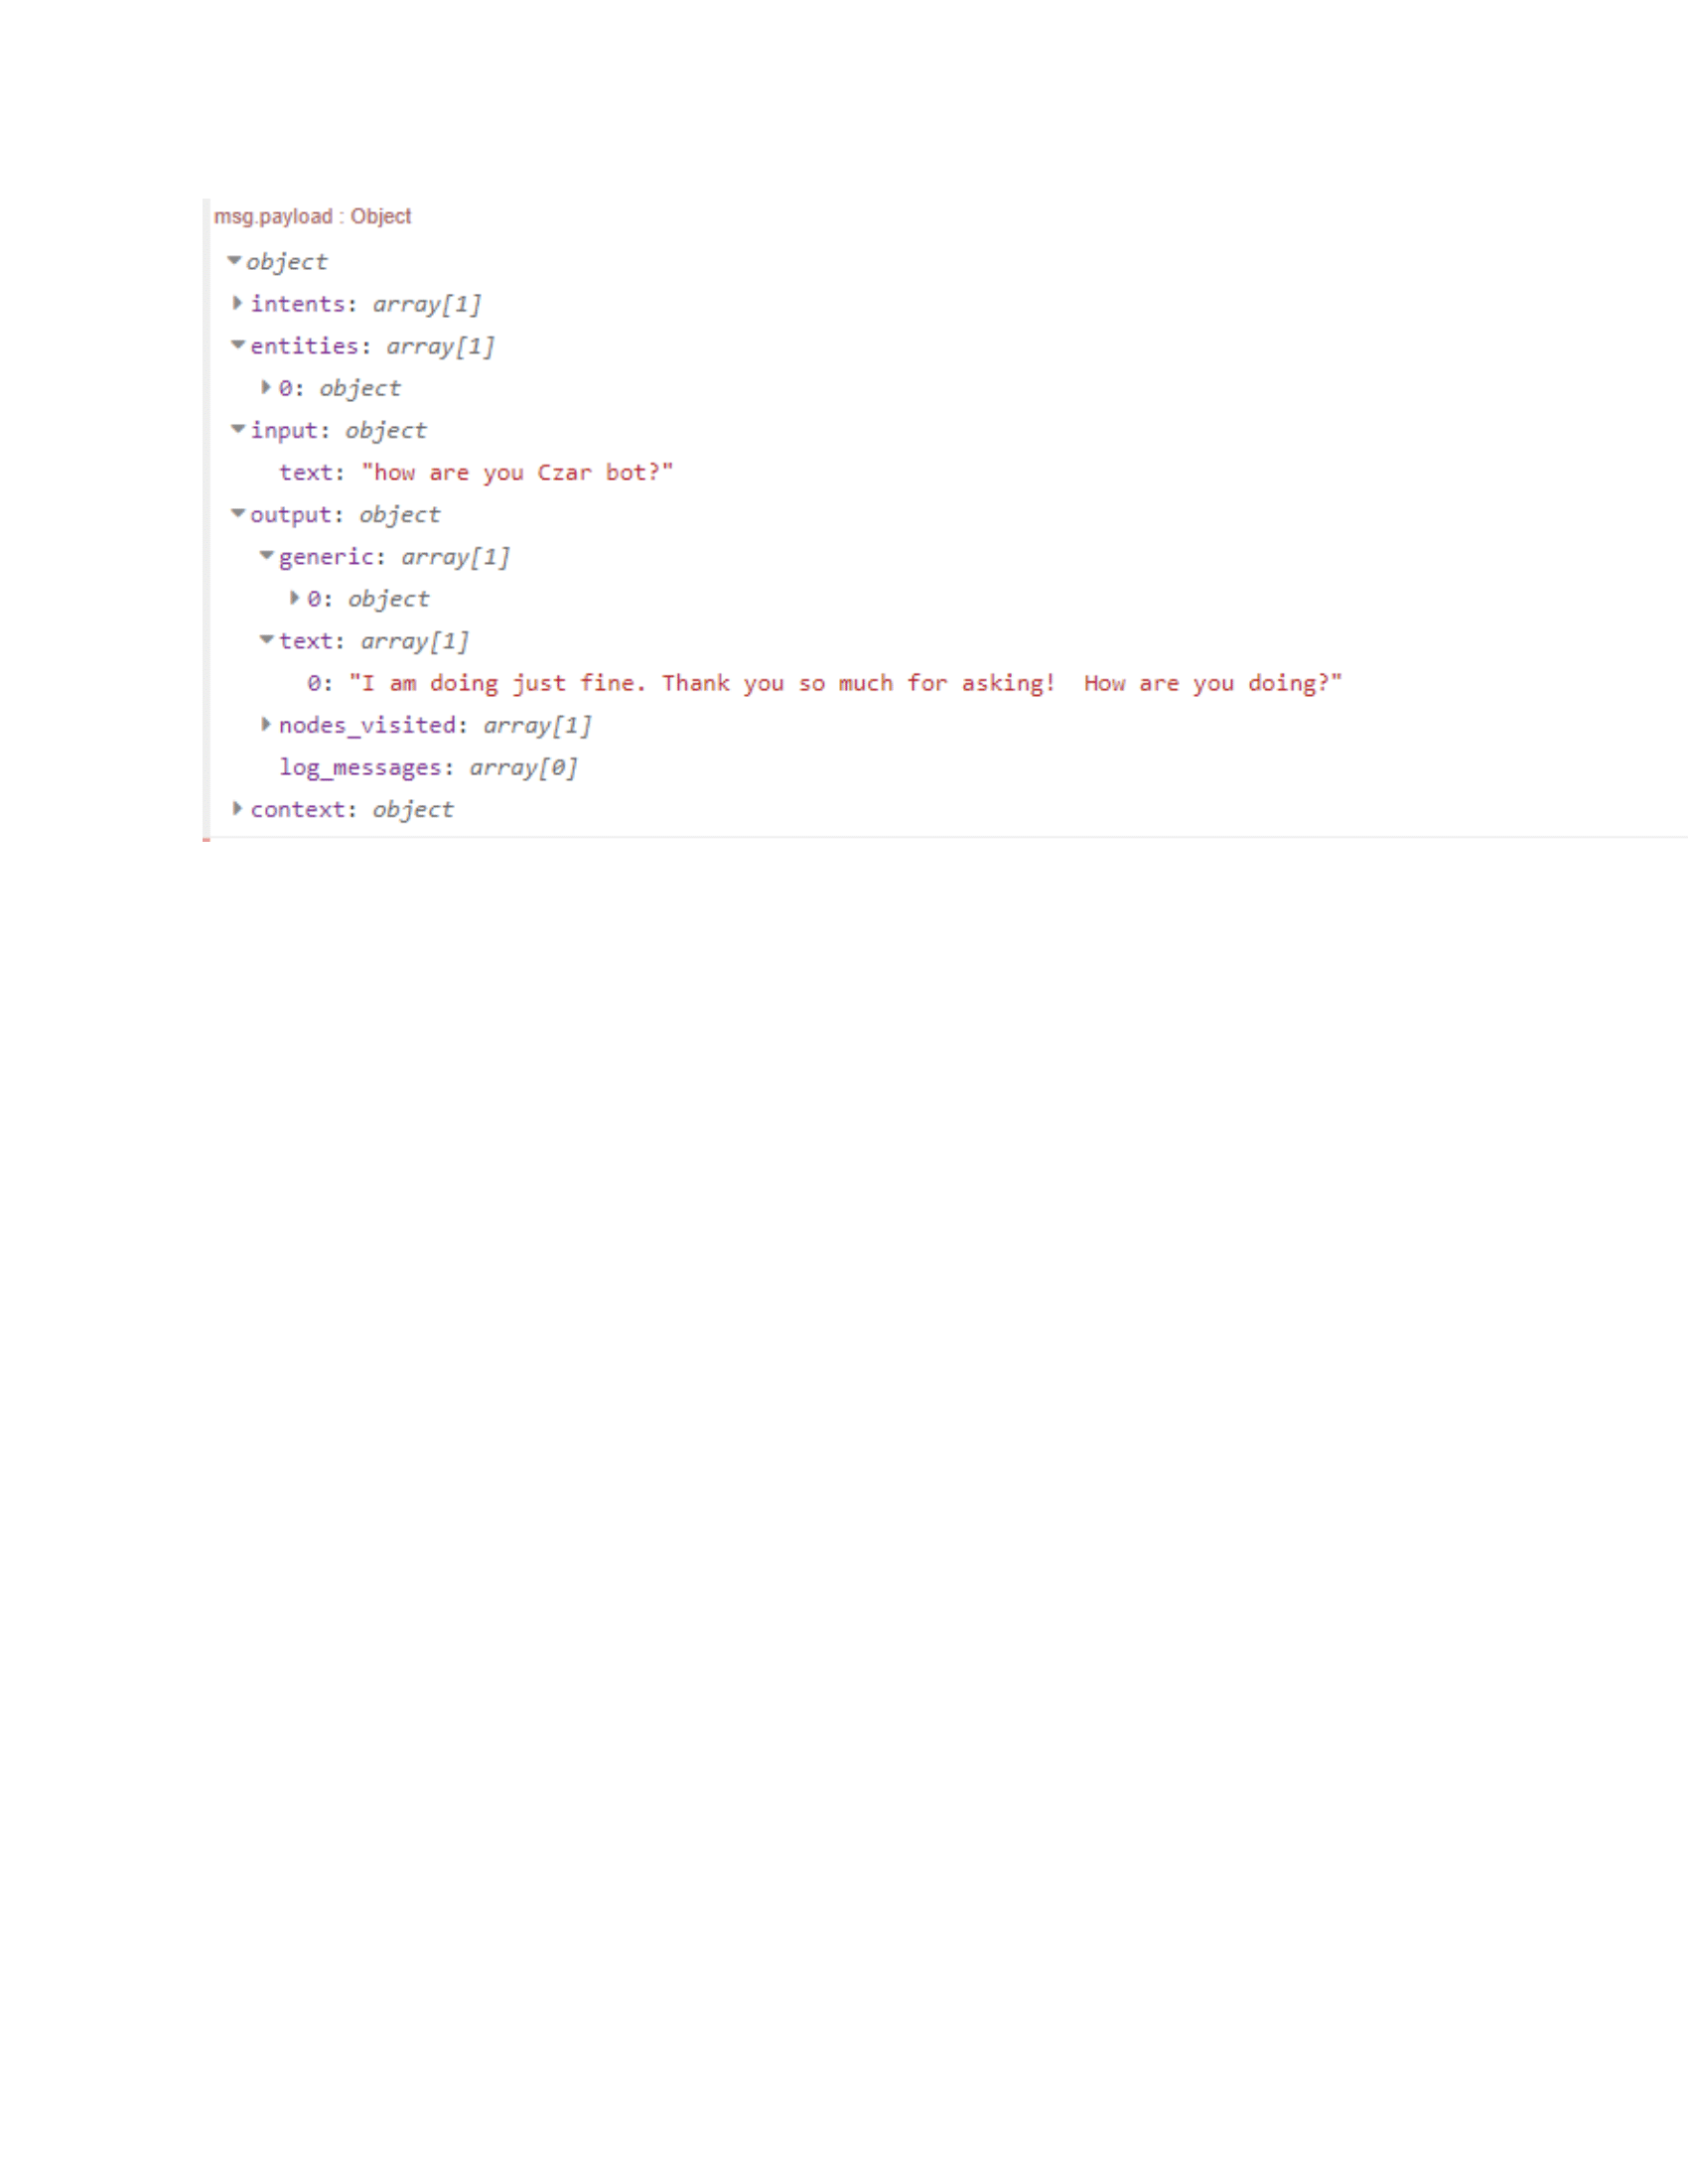 msg.payload : Object
object
intents: array[1]
entities: array[1]
0: object
input: object
text: "how are you Czar bot?"
output: object
generic: array[1]
0: object
text: array[1]
0: "I am doing just fine. Thank you so much for asking!  How are you doing?"
nodes_visited: array[1]
log_messages: array[0]
context: object